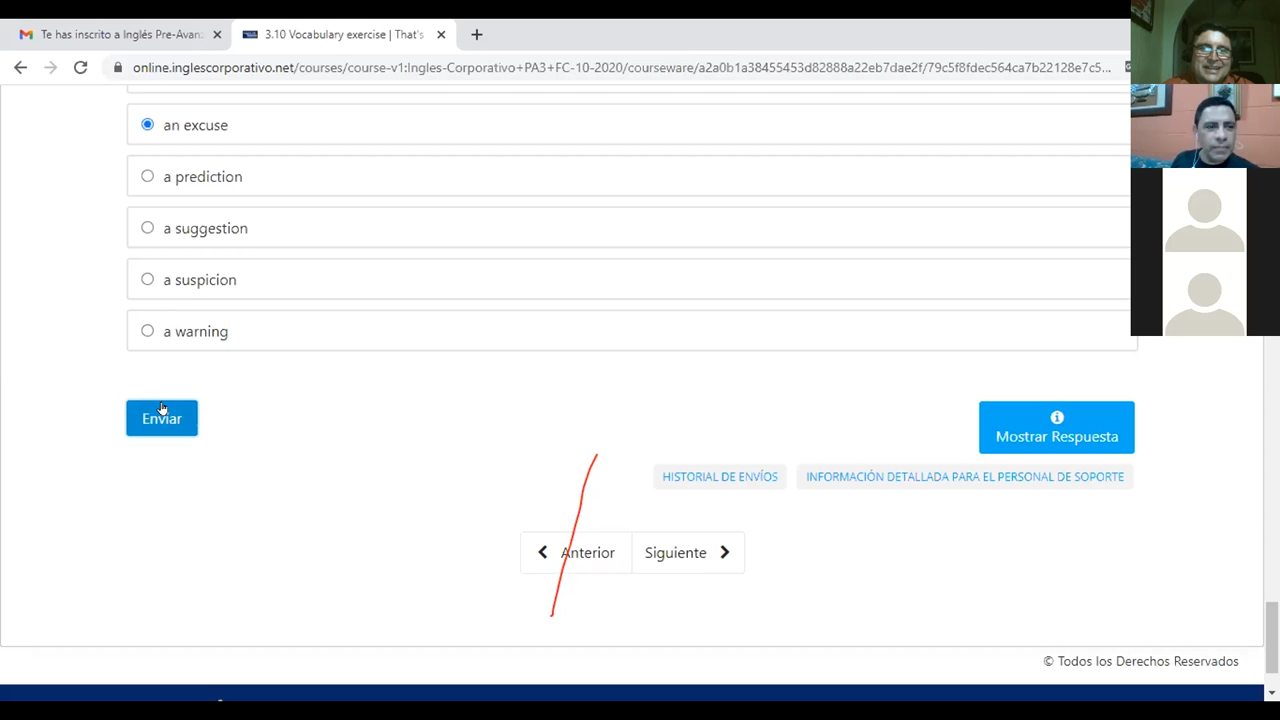 Te has inscrito a Inglés Pre-Avanz
3.10 Vocabulary exercise | That's
online.inglescorporativo.net/courses/course-v1:Ingles-Corporativo+PA3+FC-10-2020/courseware/a2a0b1a38455453d82888a22eb7dae2f/79c5f8fdec564ca7b22128e7c5...
an excuse
a prediction
a suggestion
a suspicion
a warning
Enviar
Mostrar Respuesta
HISTORIAL DE ENVÍOS
INFORMACIÓN DETALLADA PARA EL PERSONAL DE SOPORTE
Anterior
Siguiente
© Todos los Derechos Reservados